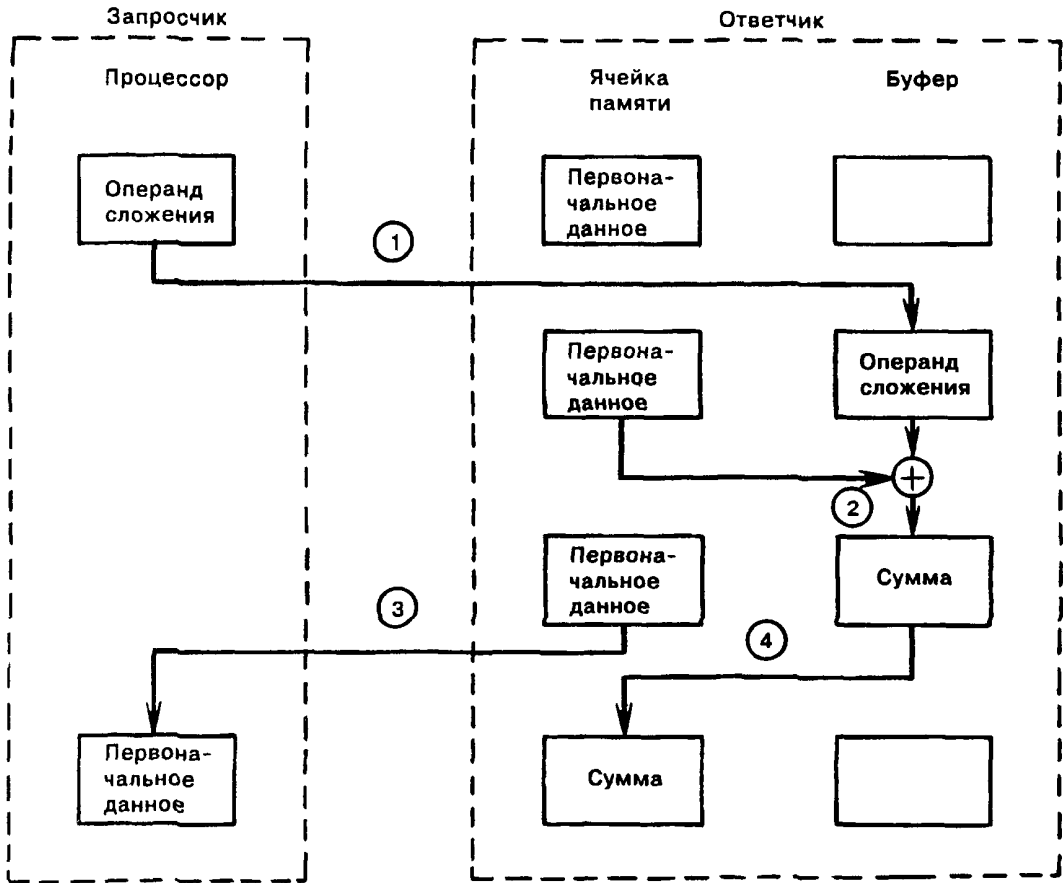 Запросчик
Ответчик
Процессор
Ячейка
памяти
Буфер
Операнд
сложения
Первона-
чальное
данное
1
Первона-
чальное
данное
Операнд
сложения
+
2
Первона-
чальное
данное
Сумма
3
4
Первона-
чальное
данное
Сумма